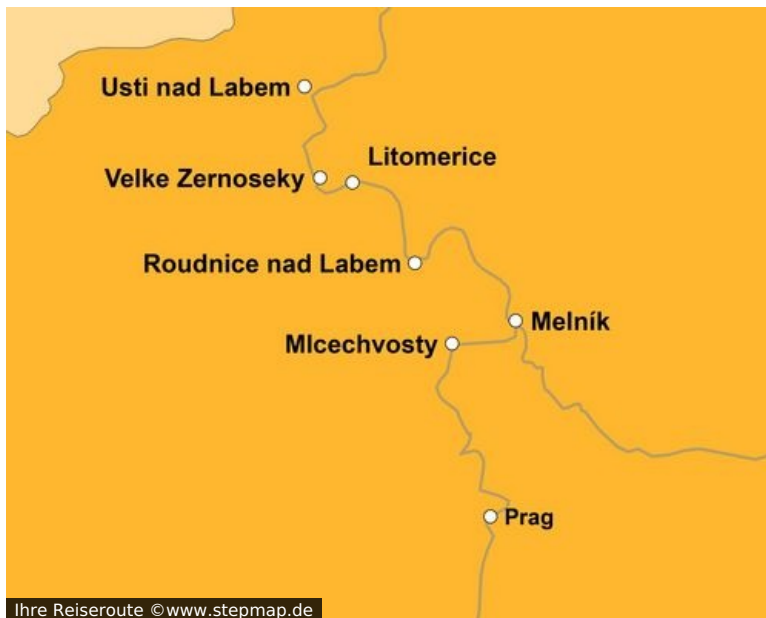 Usti nad Labem
Litomerice
Velke Zernoseky
Roudnice nad Labem
Melník
Mlcechvosty
Prag
Ihre Reiseroute ©www.stepmap.de